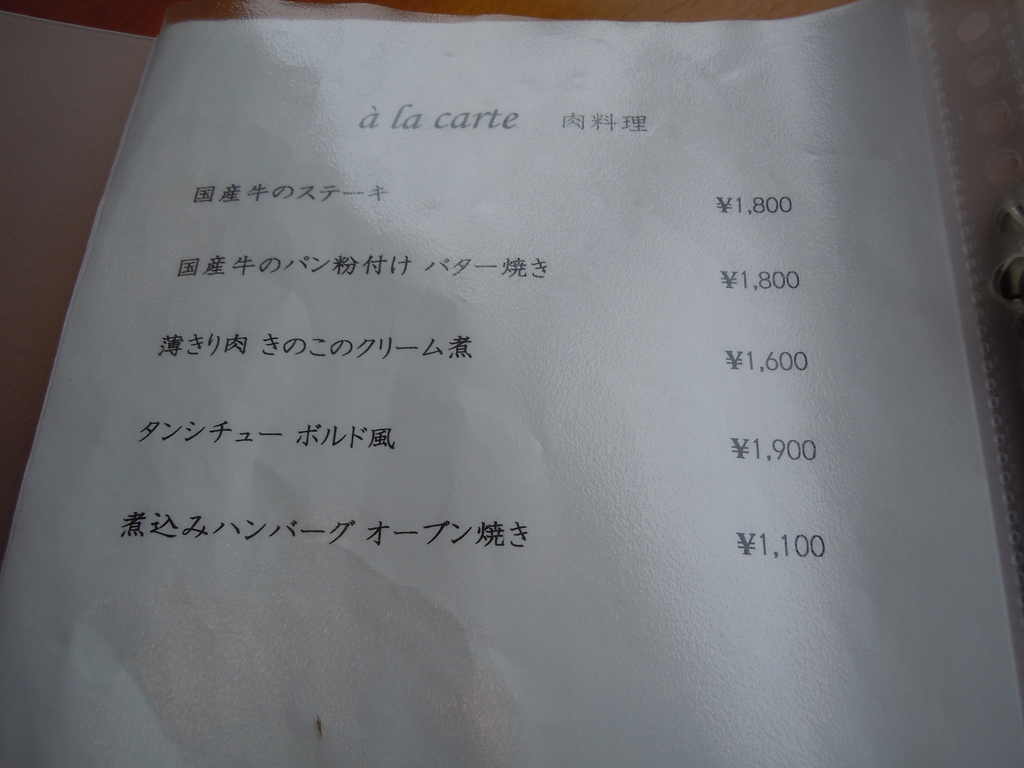 à la carte 肉料理
国産牛のステーキ ¥1,800
国産牛のパン粉付け バター焼き ¥1,800
薄きり肉 きのこのクリーム煮 ¥1,600
タンシチュー ボルド風 ¥1,900
煮込みハンバーグ オーブン焼き ¥1,100